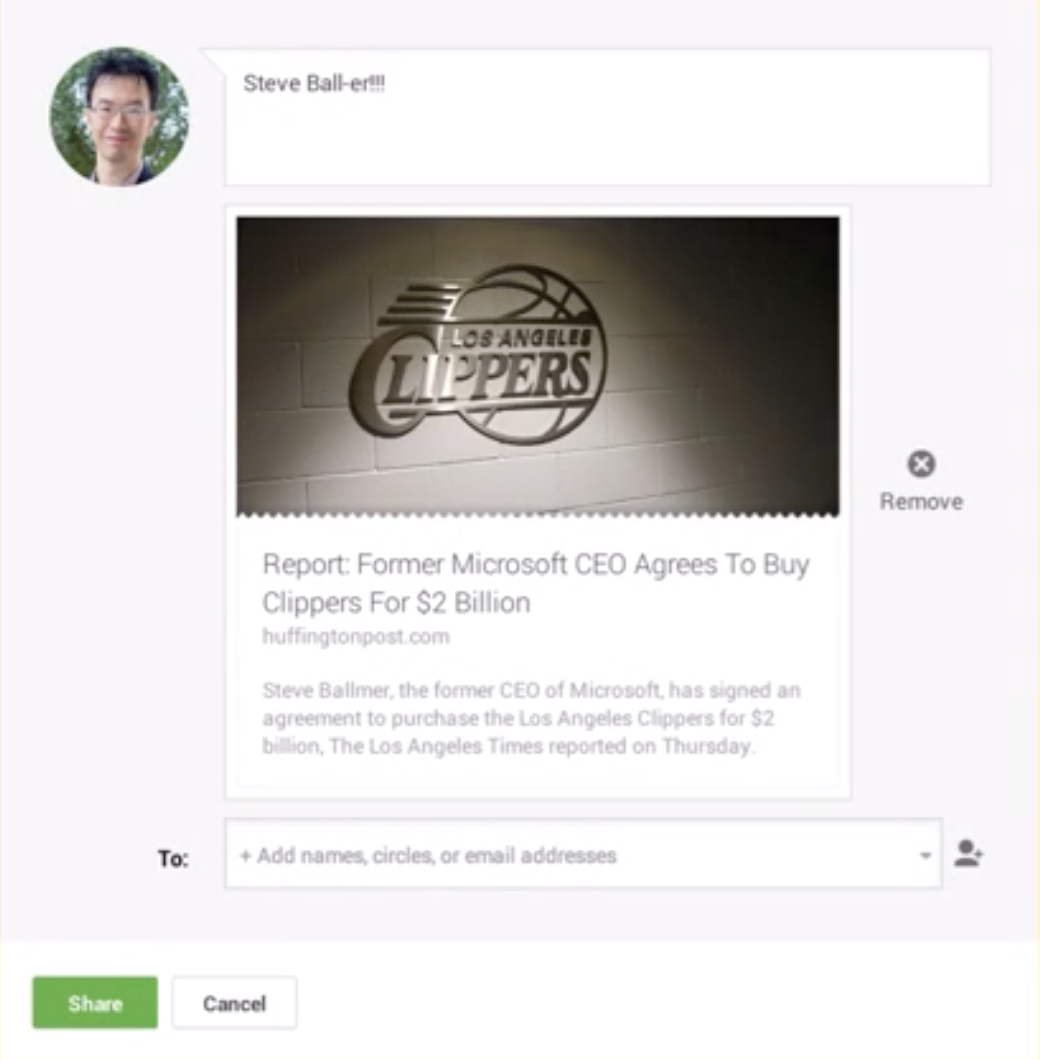 Steve Ball-er!!!
LOS ANGELES
CLIPPERS
Remove
Report: Former Microsoft CEO Agrees To Buy
Clippers For $2 Billion
huffingtonpost.com
Steve Ballmer, the former CEO of Microsoft, has signed an
agreement to purchase the Los Angeles Clippers for $2
billion, The Los Angeles Times reported on Thursday.
To:
+ Add names, circles, or email addresses
Share
Cancel